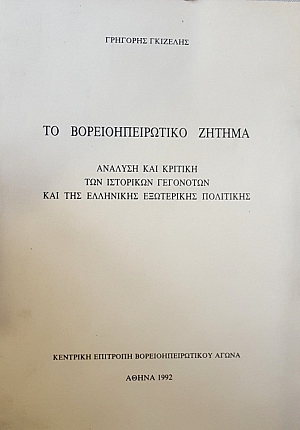 ΓΡΗΓΟΡΗΣ ΓΚΙΖΕΛΗΣ
ΤΟ ΒΟΡΕΙΟΗΠΕΙΡΩΤΙΚΟ ΖΗΤΗΜΑ
ΑΝΑΛΥΣΗ ΚΑΙ ΚΡΙΤΙΚΗ
ΤΩΝ ΙΣΤΟΡΙΚΩΝ ΓΕΓΟΝΟΤΩΝ
ΚΑΙ ΤΗΣ ΕΛΛΗΝΙΚΗΣ ΕΞΩΤΕΡΙΚΗΣ ΠΟΛΙΤΙΚΗΣ
ΚΕΝΤΡΙΚΗ ΕΠΙΤΡΟΠΗ ΒΟΡΕΙΟΗΠΕΙΡΩΤΙΚΟΥ ΑΓΩΝΑ
ΑΘΗΝΑ 1992